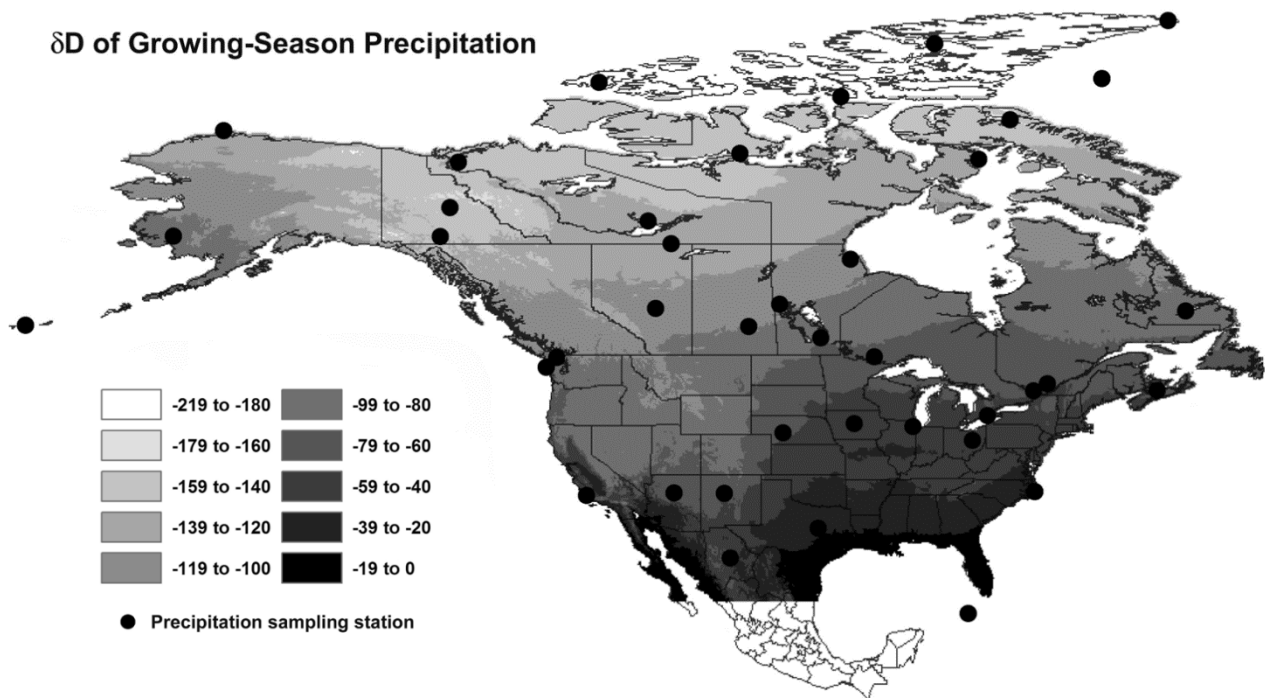 δD of Growing-Season Precipitation
-219 to -180
-179 to -160
-159 to -140
-139 to -120
-119 to -100
-99 to -80
-79 to -60
-59 to -40
-39 to -20
-19 to 0
Precipitation sampling station